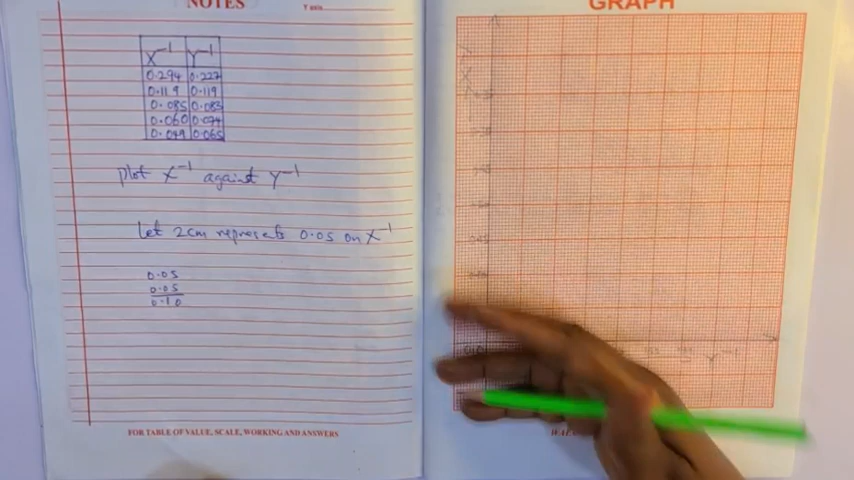 NOTES
X⁻¹ Y⁻¹
0.294 0.227
0.119 0.119
0.085 0.085
0.060 0.074
0.049 0.065
plot X⁻¹ against Y⁻¹
Let 2cm represents 0.05 on X⁻¹
0.05
0.05
0.10
FOR TABLE OF VALUE, SCALE, WORKING AND ANSWERS
GRAPH
Y⁻¹